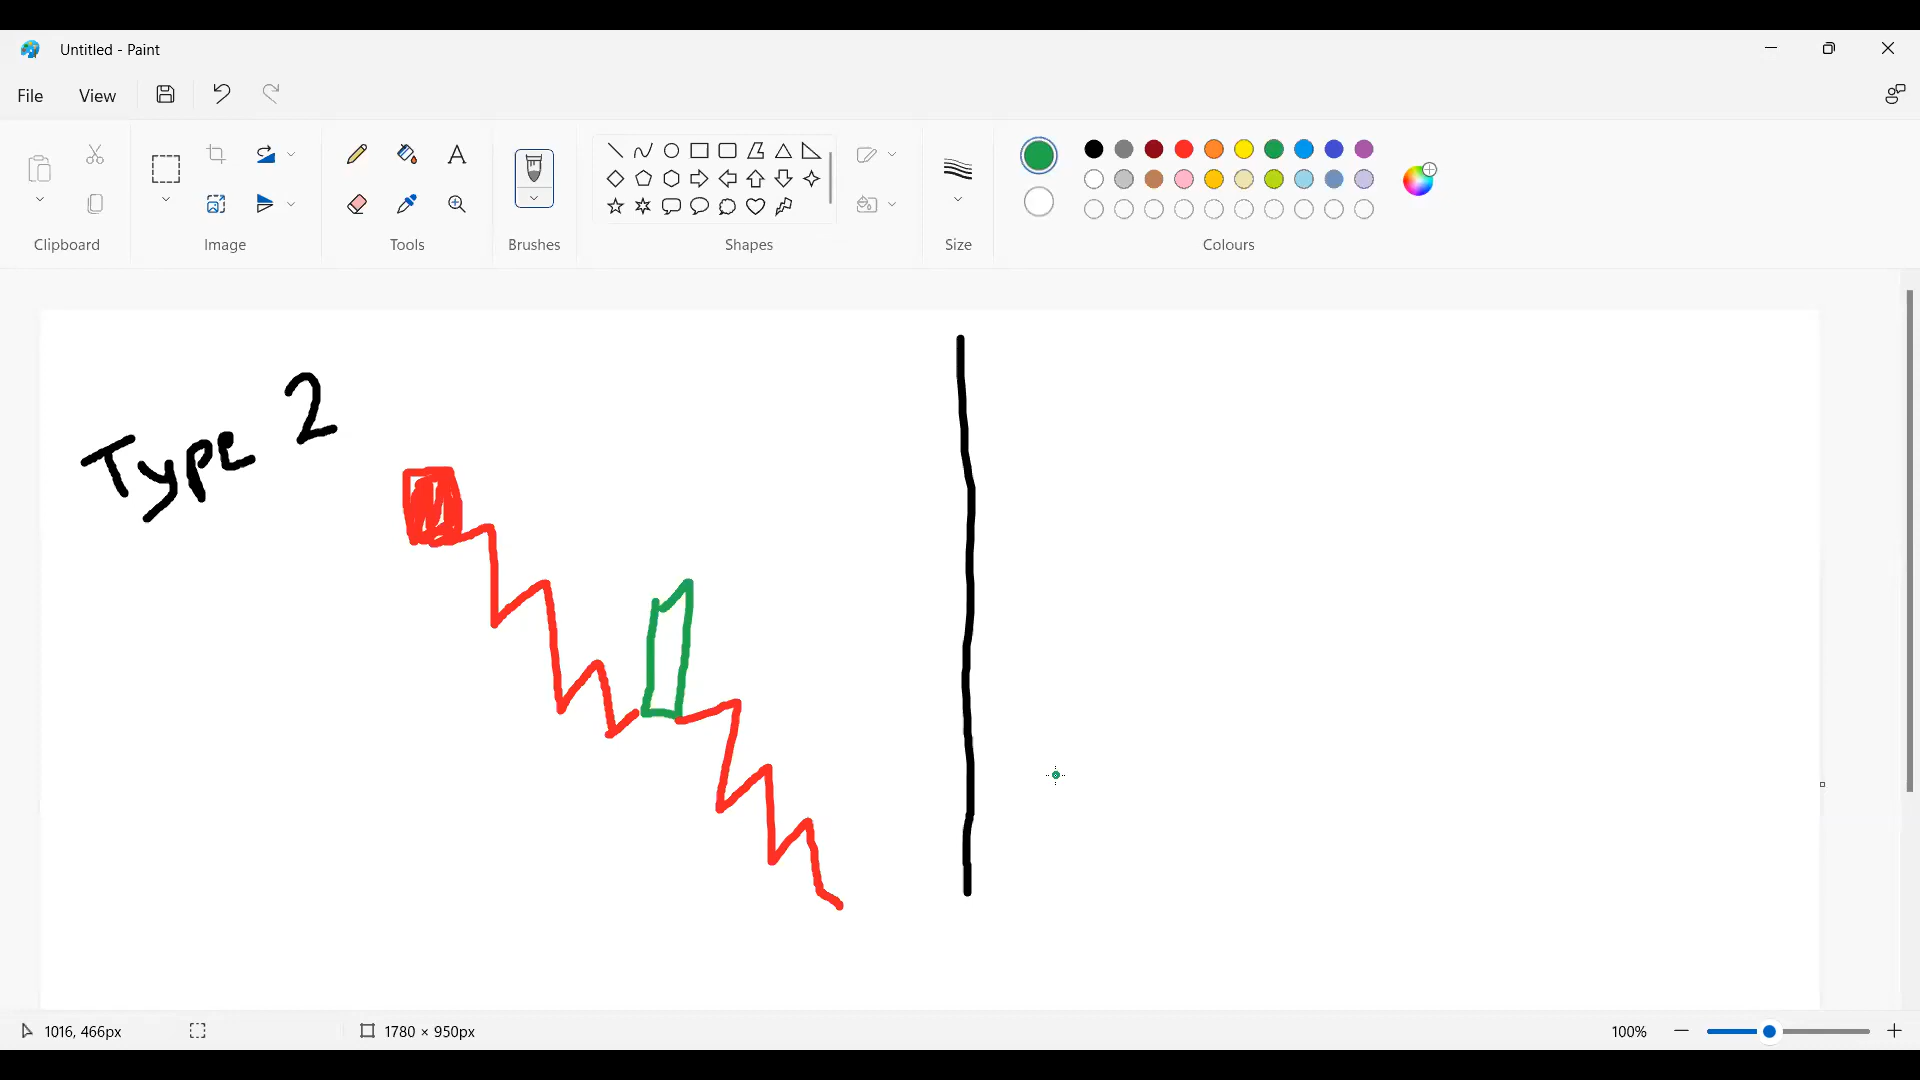 Untitled - Paint
File View
Clipboard Image Tools Brushes Shapes Size Colours
Type 2
1016, 466px 1780 × 950px 100%